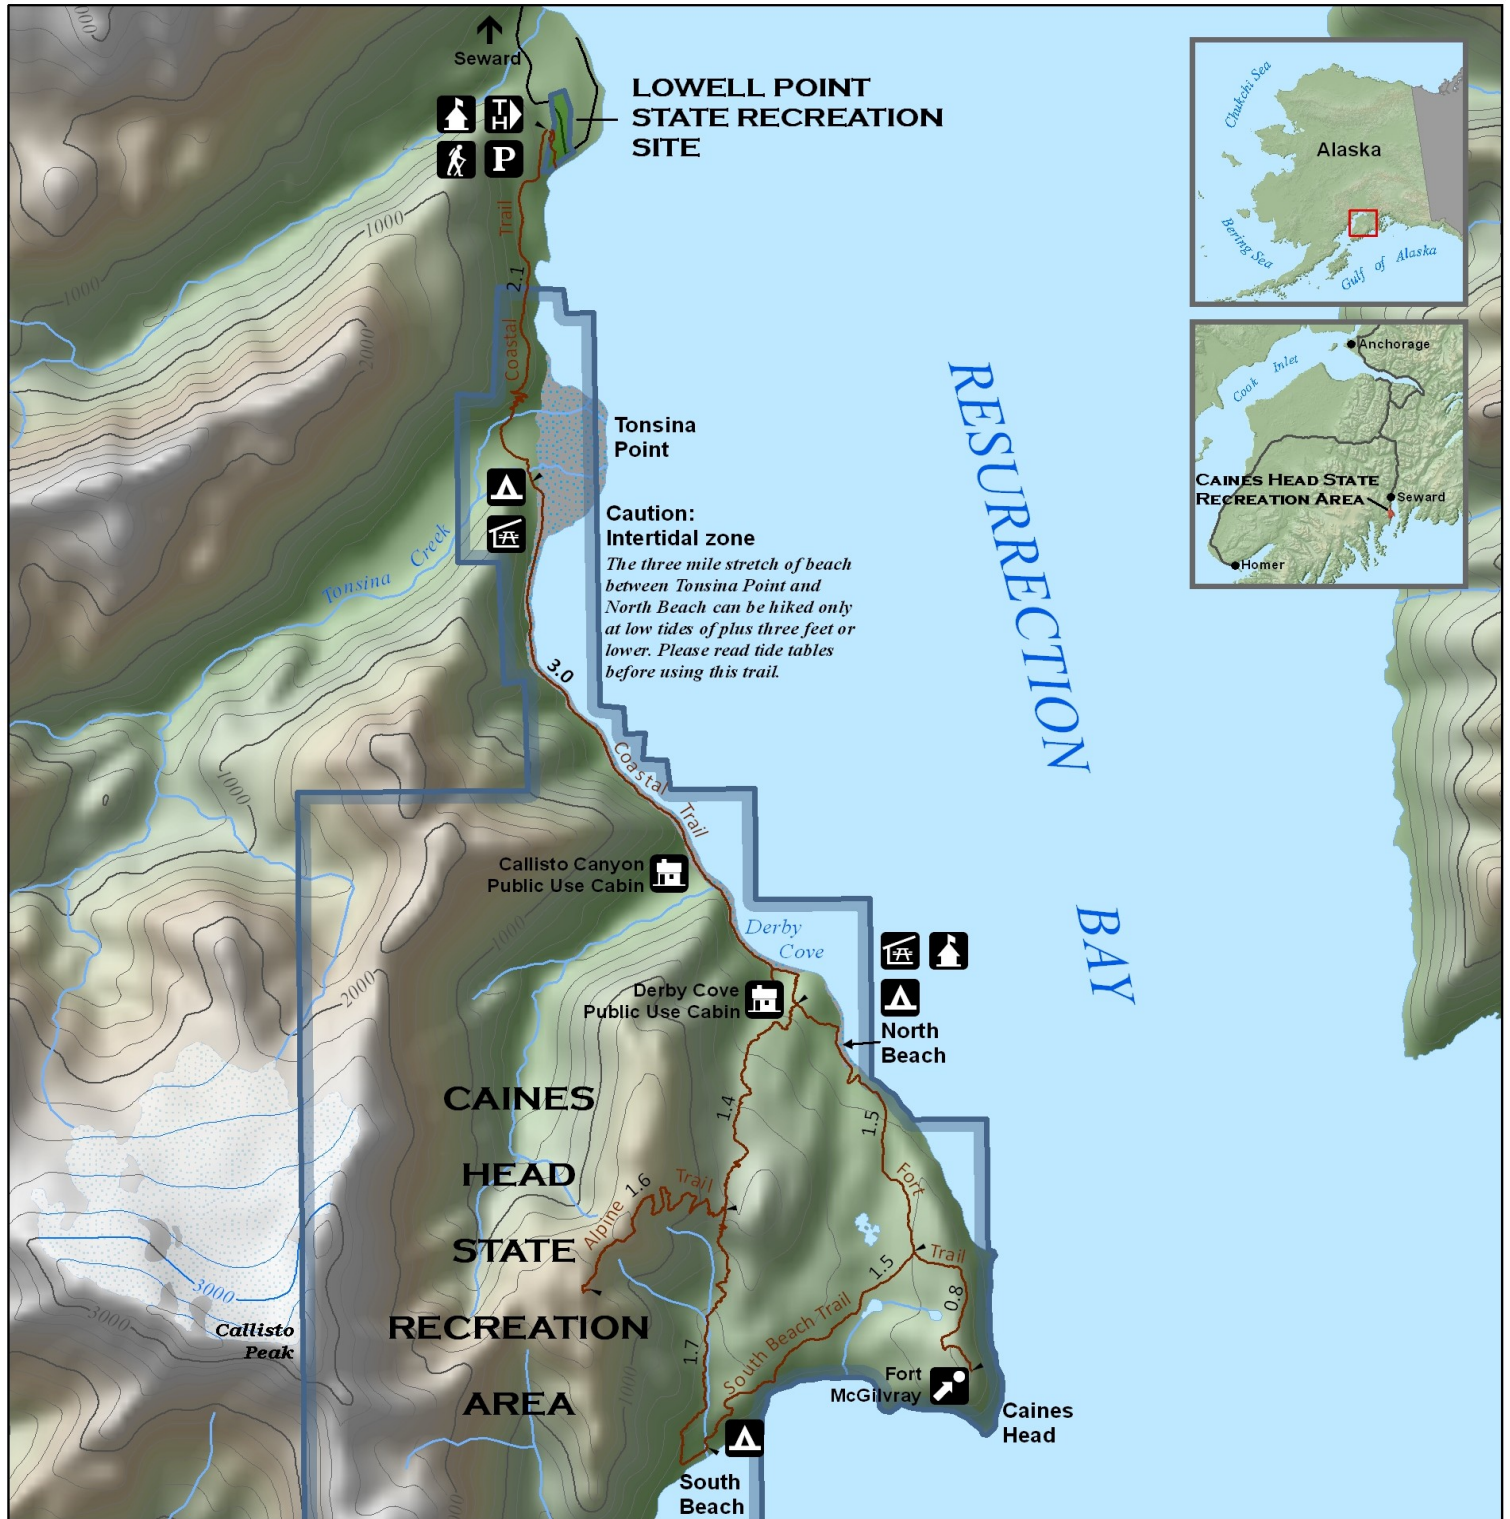 Seward
LOWELL POINT
STATE RECREATION
SITE
T
H
P
Trail
2.1
Coastal
1000
1000
2000
Tonsina
Point
Caution:
Intertidal zone
The three mile stretch of beach
between Tonsina Point and
North Beach can be hiked only
at low tides of plus three feet or
lower. Please read tide tables
before using this trail.
Tonsina Creek
3.0
Coastal Trail
1000
Callisto Canyon
Public Use Cabin
1000
2000
Derby
Cove
Derby Cove
Public Use Cabin
North
Beach
RESURRECTION
BAY
CAINES
HEAD
STATE
RECREATION
AREA
1.4
1.5
Fort
Trail
1.6
Alpine Trail
1.5
0.8
South Beach Trail
1.7
3000
3000
Callisto
Peak
1000
Fort
McGilvray
Caines
Head
South
Beach
Chukchi Sea
Alaska
Bering Sea
Gulf of Alaska
Anchorage
Cook Inlet
CAINES HEAD STATE
RECREATION AREA
Seward
Homer